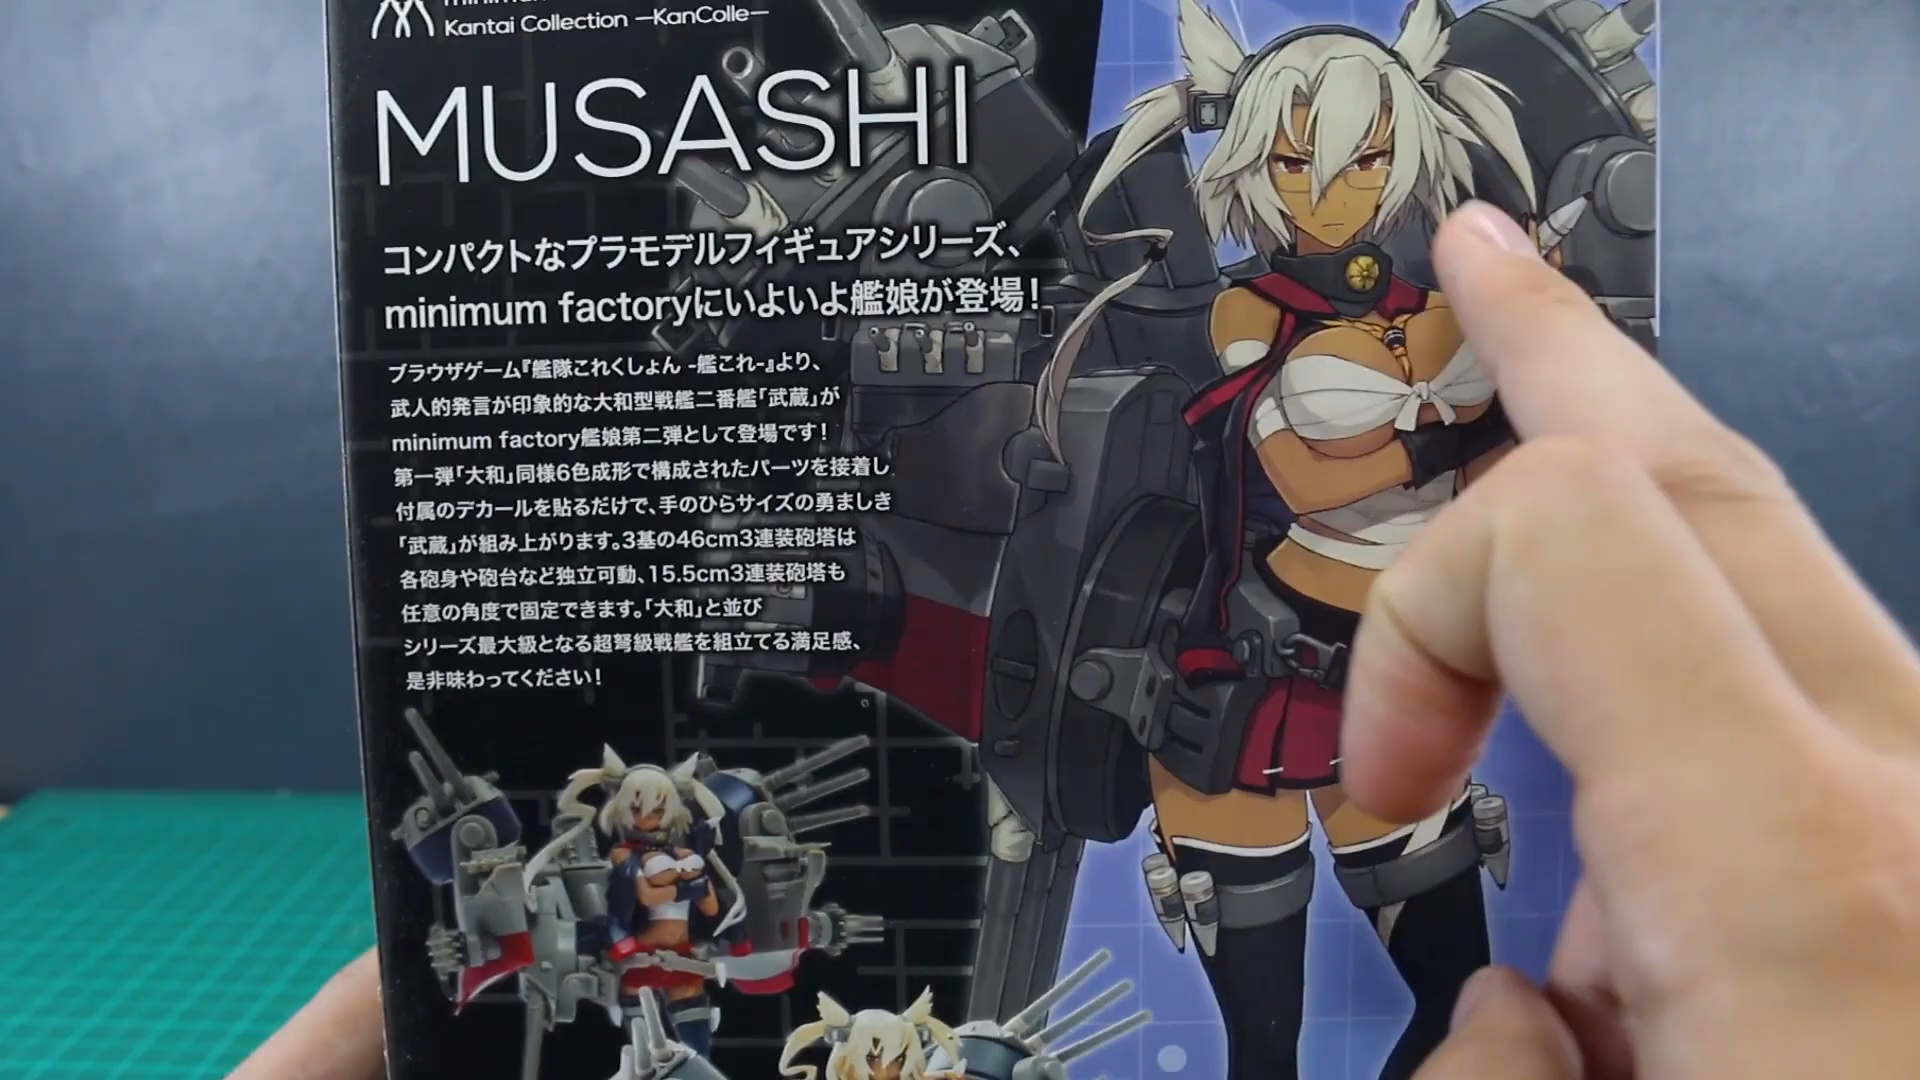 Kantai Collection —KanColle—
MUSASHI
コンパクトなプラモデルフィギュアシリーズ、
minimum factoryにいよいよ艦娘が登場!
ブラウザゲーム『艦隊これくしょん -艦これ-』より、
武人的発言が印象的な大和型戦艦二番艦「武蔵」が
minimum factory艦娘第二弾として登場です!
第一弾「大和」同様6色成形で構成されたパーツを接着し、
付属のデカールを貼るだけで、手のひらサイズの勇ましき
「武蔵」が組み上がります。3基の46cm3連装砲塔は
各砲身や砲台など独立可動、15.5cm3連装砲塔も
任意の角度で固定できます。「大和」と並び
シリーズ最大級となる超弩級戦艦を組立てる満足感、
是非味わってください!